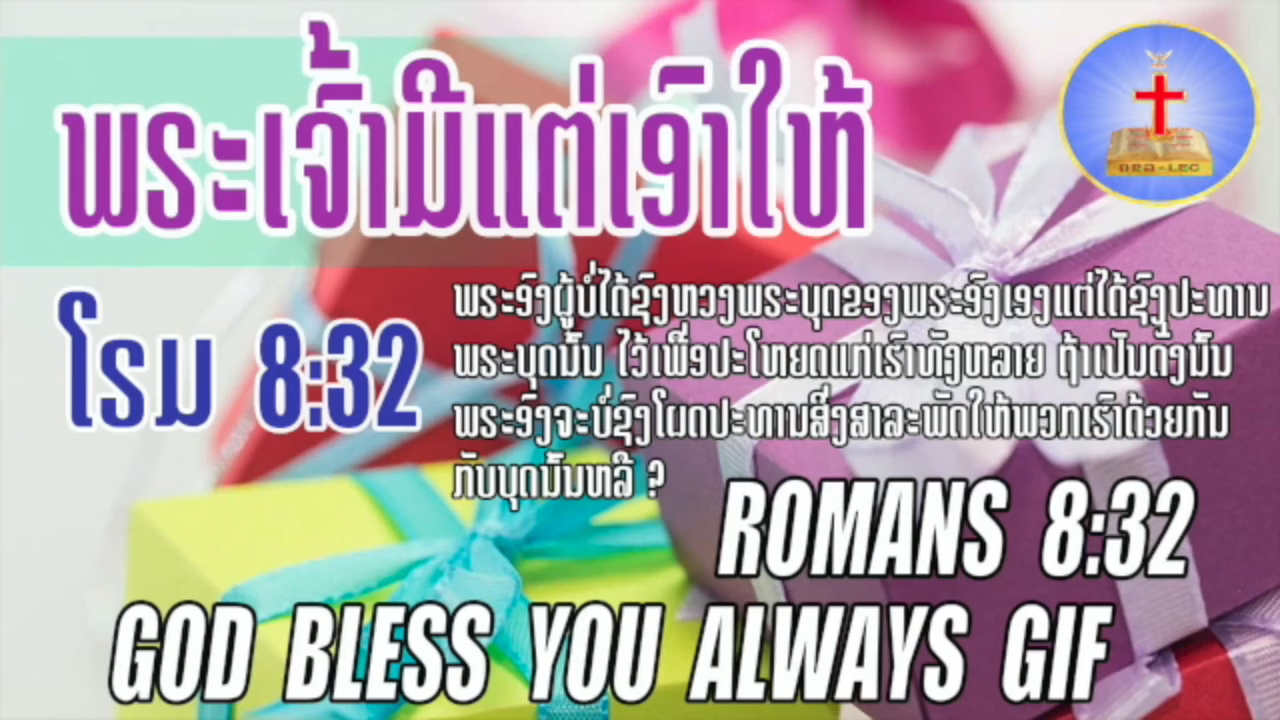 ພຣະເຈົ້າມີແຕ່ເອົາໃຫ້
ໂຣມ 8:32
ພຣະອົງຜູ້ບໍ່ໄດ້ຊົງຫວງພຣະບຸດຂອງພຣະອົງເອງແຕ່ໄດ້ຊົງປະທານ
ພຣະບຸດນັ້ນ ໄວ້ເພື່ອປະໂຫຍດແກ່ເຮົາທັງຫລາຍ ຖ້າເປັນດັ່ງນັ້ນ
ພຣະອົງຈະບໍ່ຊົງໂຜດປະທານສິ່ງສາລະພັດໃຫ້ພວກເຮົາດ້ວຍກັນ
ກັບບຸດນັ້ນຫລື ?
ROMANS 8:32
GOD BLESS YOU ALWAYS GIF